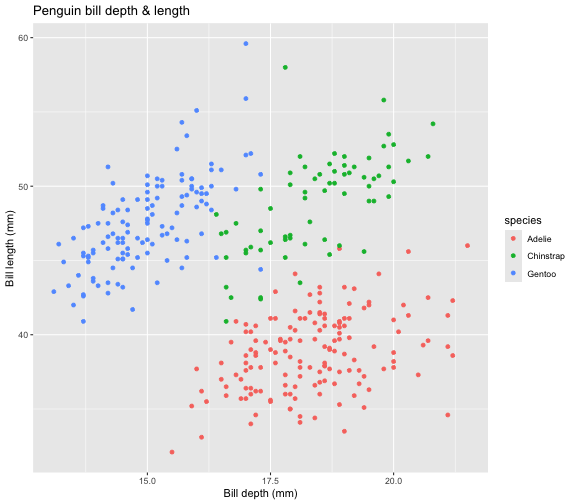 Penguin bill depth & length
60
50
40
Bill length (mm)
15.0
17.5
20.0
Bill depth (mm)
species
Adelie
Chinstrap
Gentoo